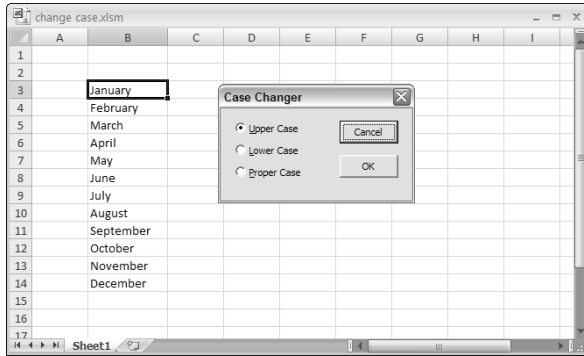 change case.xlsm
A B C D E F G H I
1
2
3 January
4 February
5 March
6 April
7 May
8 June
9 July
10 August
11 September
12 October
13 November
14 December
15
16
17
Case Changer
Upper Case
Lower Case
Proper Case
Cancel
OK
Sheet1